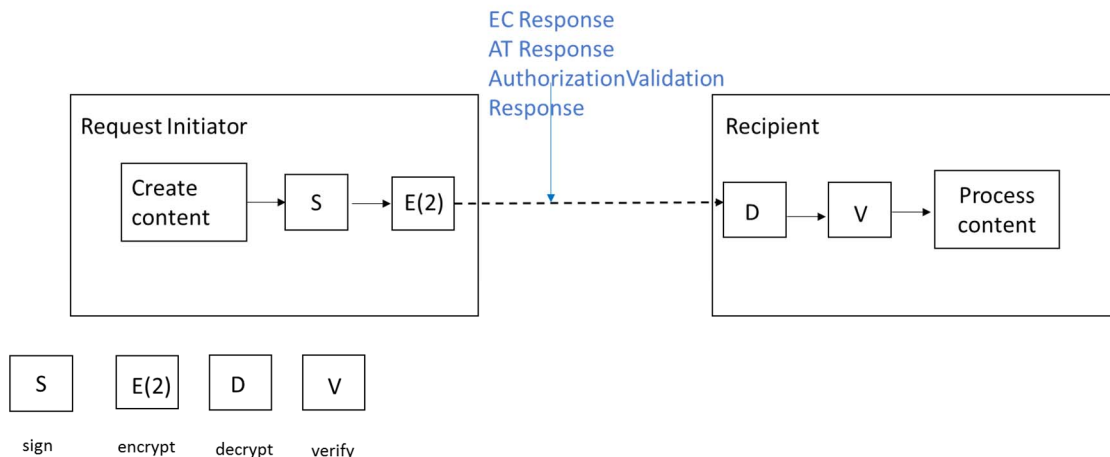 EC Response
AT Response
AuthorizationValidation
Response
Request Initiator
Create
content
S
E(2)
Recipient
D
V
Process
content
S
E(2)
D
V
sign
encrypt
decrypt
verify